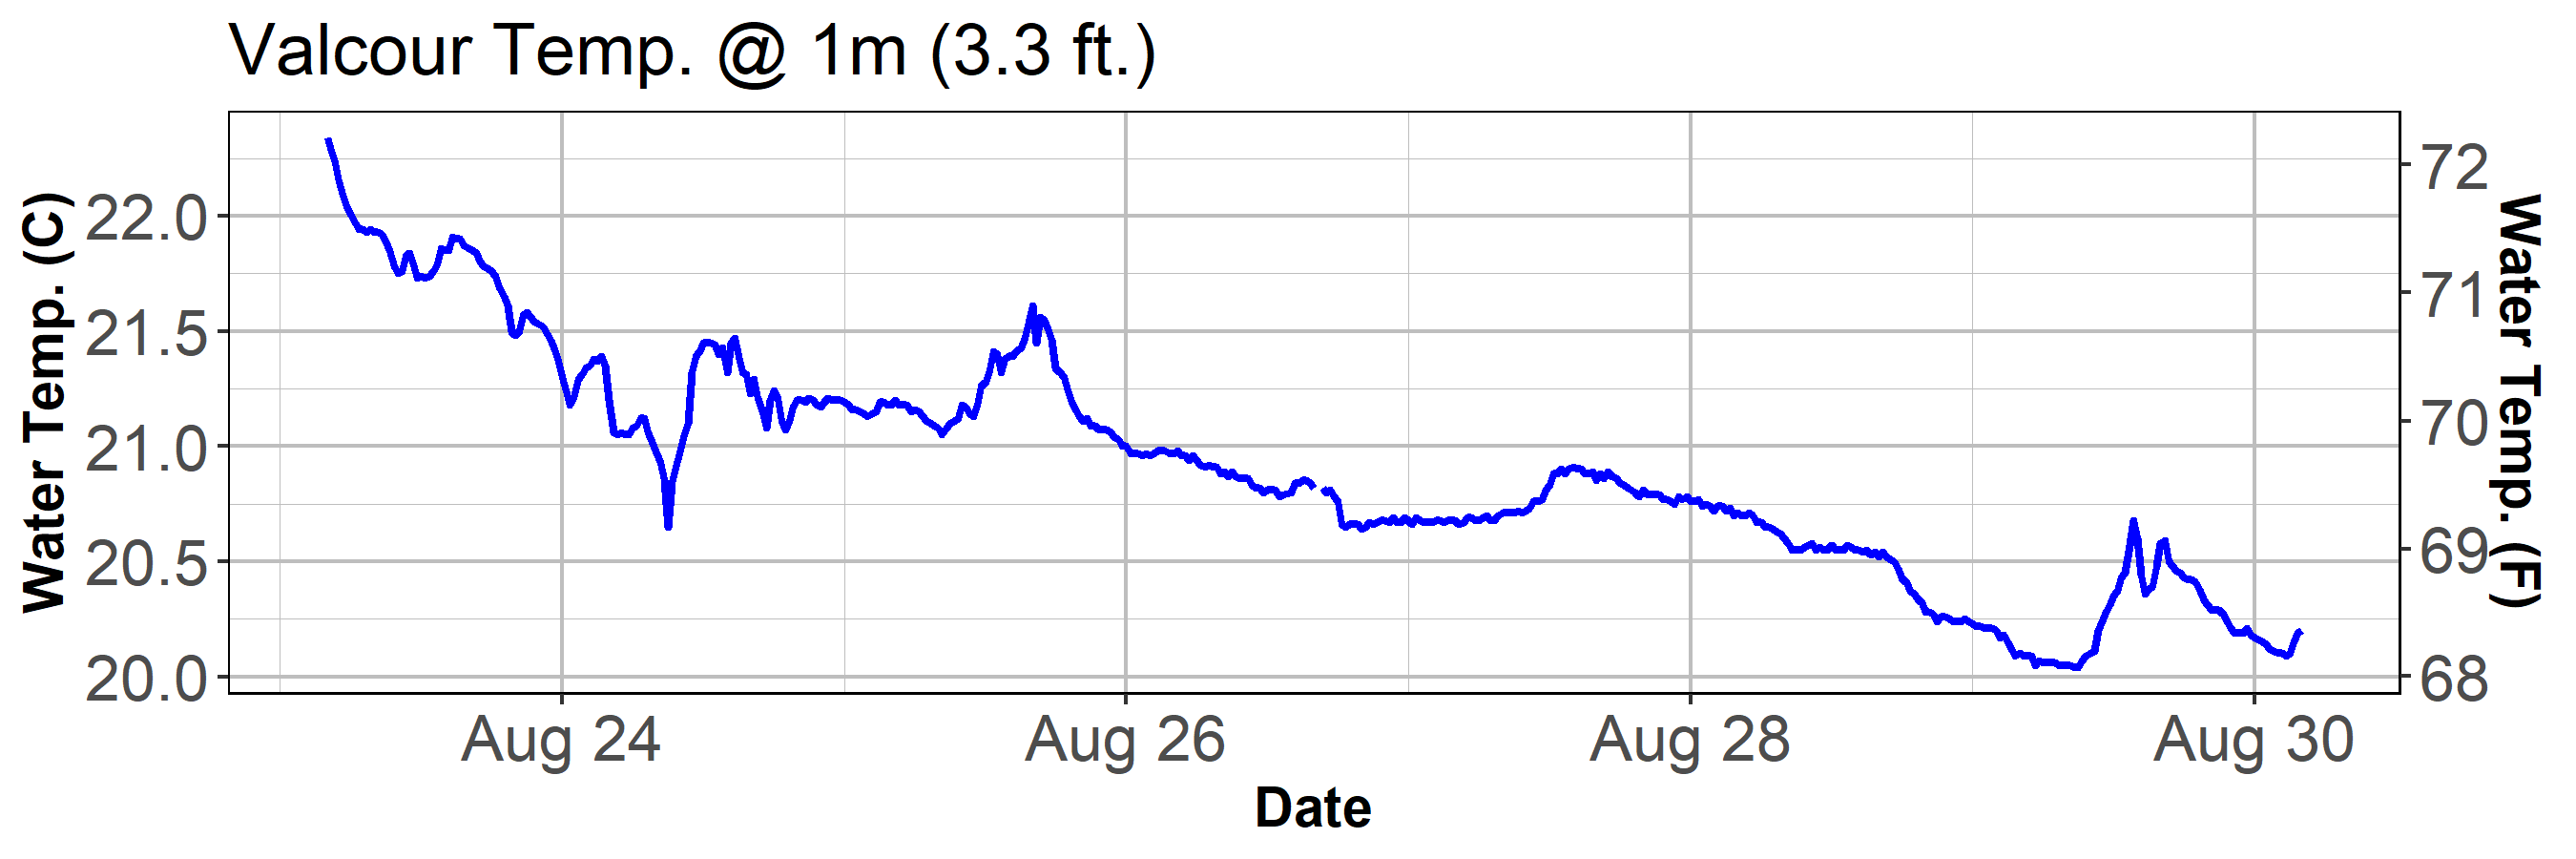 Valcour Temp. @ 1m (3.3 ft.)
Water Temp. (C)
22.0
21.5
21.0
20.5
20.0
72
71
70
69
68
Water Temp. (F)
Aug 24
Aug 26
Aug 28
Aug 30
Date